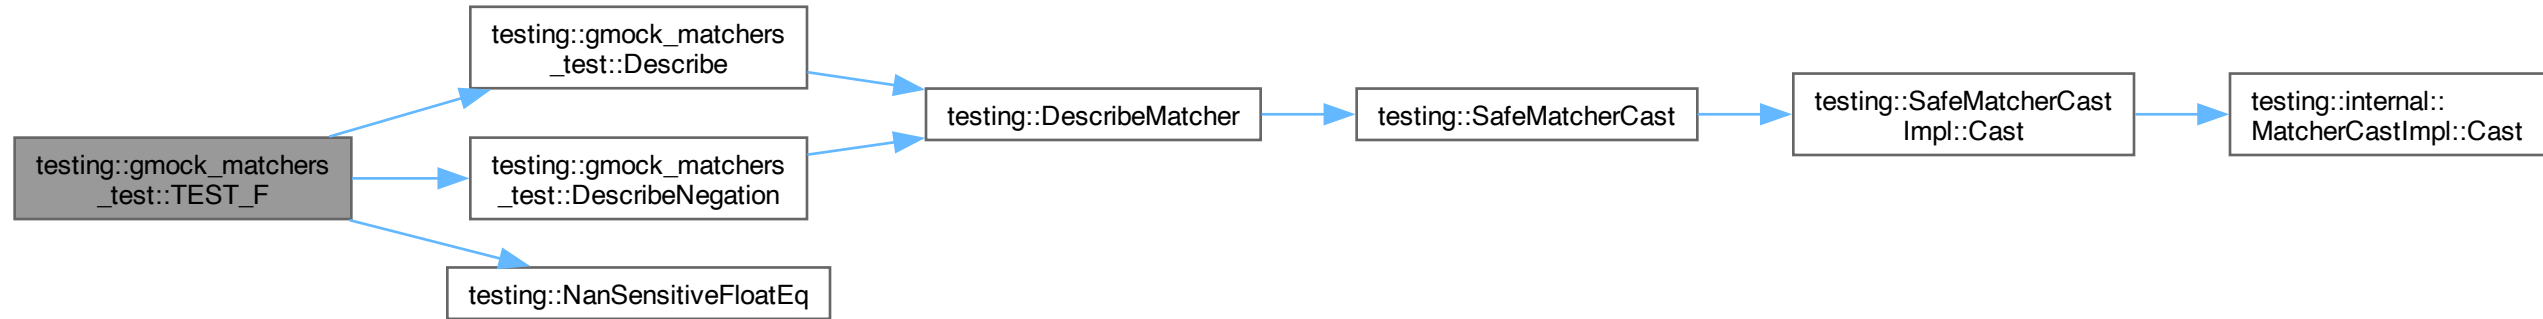 testing::gmock_matchers
_test::TEST_F
testing::gmock_matchers
_test::Describe
testing::gmock_matchers
_test::DescribeNegation
testing::NanSensitiveFloatEq
testing::DescribeMatcher
testing::SafeMatcherCast
testing::SafeMatcherCast
Impl::Cast
testing::internal::
MatcherCastImpl::Cast